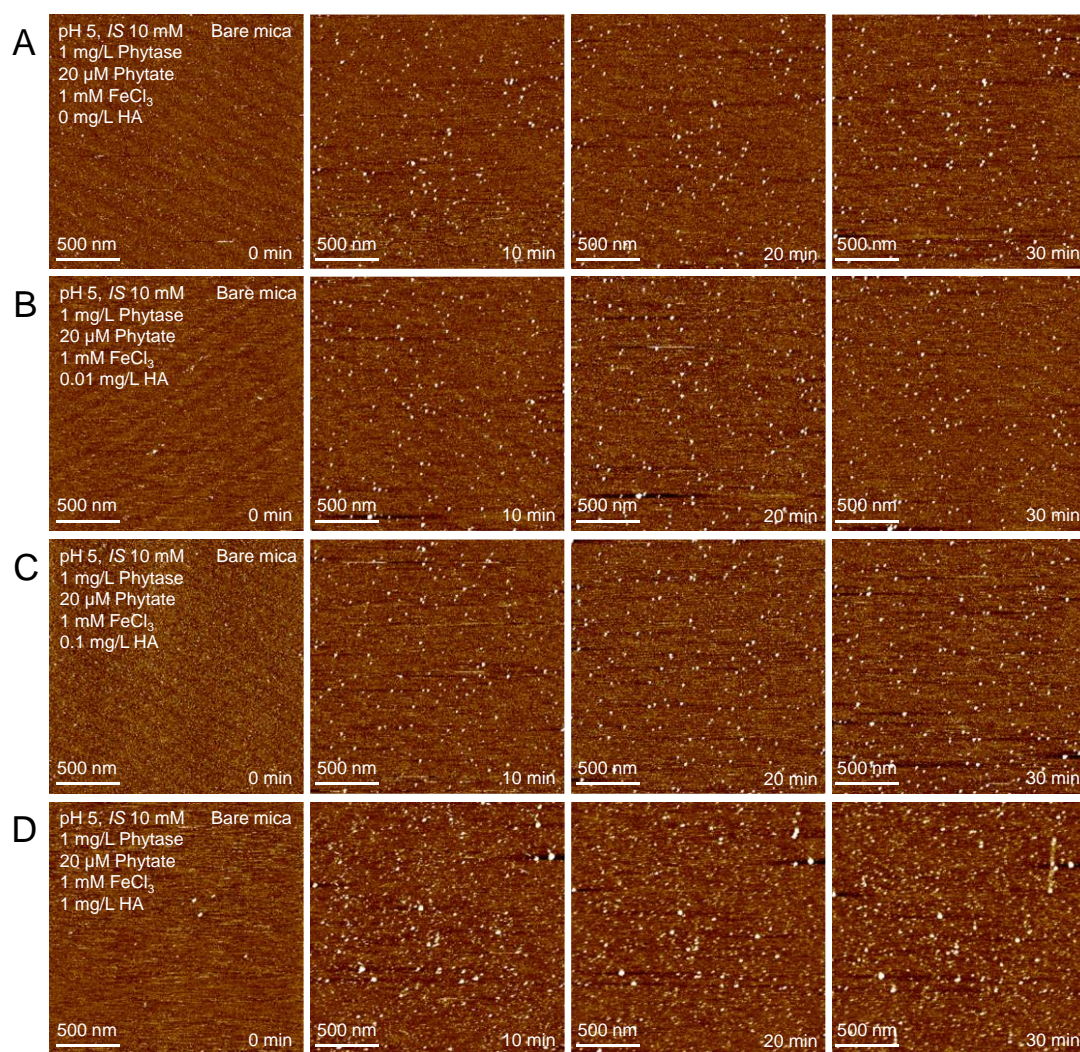 A
pH 5, IS 10 mM Bare mica
1 mg/L Phytase
20 µM Phytate
1 mM FeCl₃
0 mg/L HA
500 nm 0 min
500 nm 10 min
500 nm 20 min
500 nm 30 min
B
pH 5, IS 10 mM Bare mica
1 mg/L Phytase
20 µM Phytate
1 mM FeCl₃
0.01 mg/L HA
500 nm 0 min
500 nm 10 min
500 nm 20 min
500 nm 30 min
C
pH 5, IS 10 mM Bare mica
1 mg/L Phytase
20 µM Phytate
1 mM FeCl₃
0.1 mg/L HA
500 nm 0 min
500 nm 10 min
500 nm 20 min
500 nm 30 min
D
pH 5, IS 10 mM Bare mica
1 mg/L Phytase
20 µM Phytate
1 mM FeCl₃
1 mg/L HA
500 nm 0 min
500 nm 10 min
500 nm 20 min
500 nm 30 min